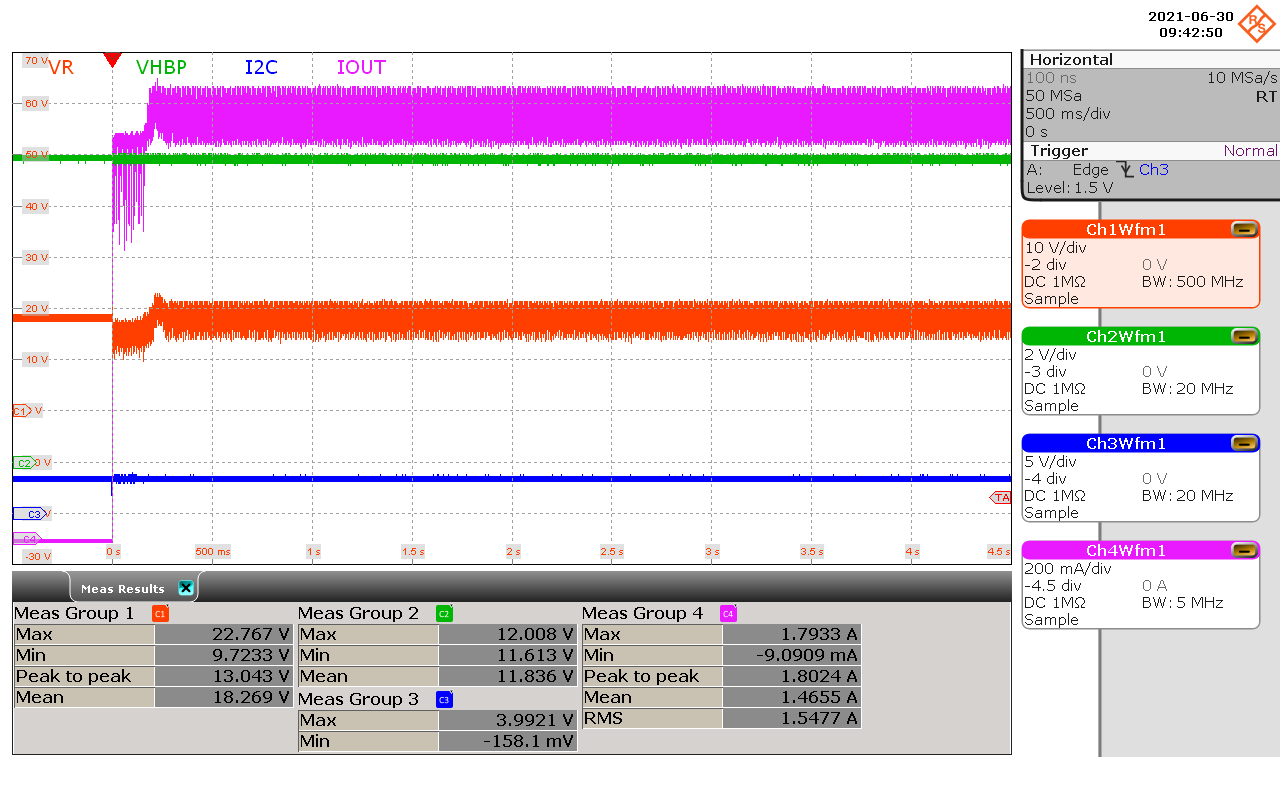 2021-06-30
09:42:50
R&S
VR VHBP I2C IOUT
70 V
60 V
50 V
40 V
30 V
20 V
10 V
C1 V
C2 0 V
C3 V
C4
-30 V
0 s 500 ms 1 s 1.5 s 2 s 2.5 s 3 s 3.5 s 4 s 4.5 s
TA
Horizontal
100 ns 10 MSa/s
50 MSa RT
500 ms/div
0 s
Trigger Normal
A: Edge Ch3
Level: 1.5 V
Ch1Wfm1
10 V/div
-2 div 0 V
DC 1MΩ BW: 500 MHz
Sample
Ch2Wfm1
2 V/div
-3 div 0 V
DC 1MΩ BW: 20 MHz
Sample
Ch3Wfm1
5 V/div
-4 div 0 V
DC 1MΩ BW: 20 MHz
Sample
Ch4Wfm1
200 mA/div
-4.5 div 0 A
DC 1MΩ BW: 5 MHz
Sample
Meas Results
Meas Group 1 C1
Max 22.767 V
Min 9.7233 V
Peak to peak 13.043 V
Mean 18.269 V
Meas Group 2 C2
Max 12.008 V
Min 11.613 V
Mean 11.836 V
Meas Group 3 C3
Max 3.9921 V
Min -158.1 mV
Meas Group 4 C4
Max 1.7933 A
Min -9.0909 mA
Peak to peak 1.8024 A
Mean 1.4655 A
RMS 1.5477 A